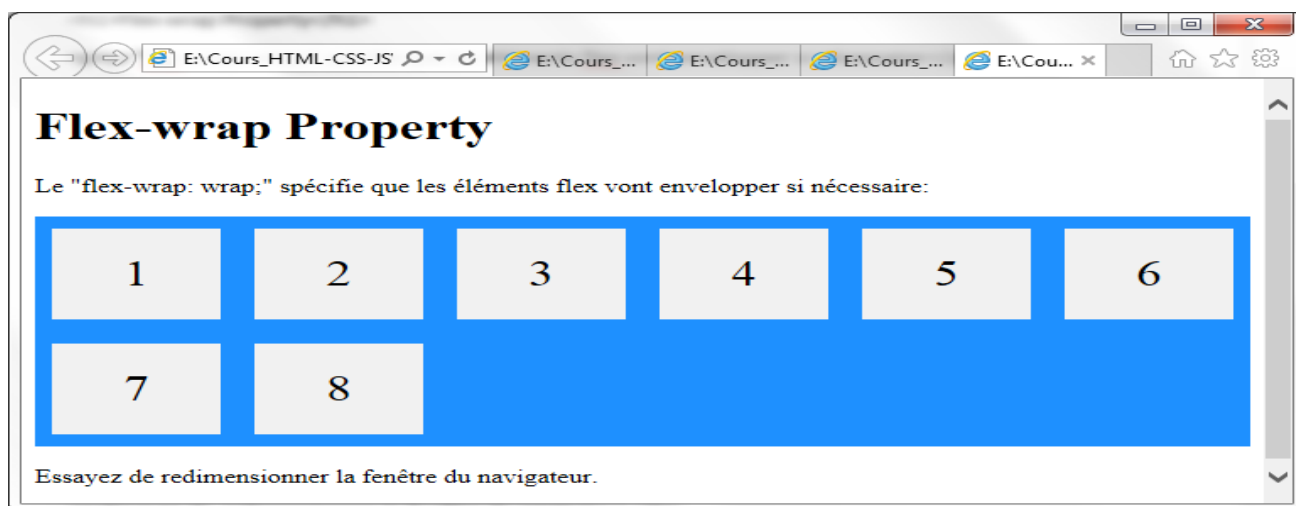 E:\Cours_HTML-CSS-JS
E:\Cours_...
E:\Cours_...
E:\Cours_...
E:\Cou...
Flex-wrap Property
Le "flex-wrap: wrap;" spécifie que les éléments flex vont envelopper si nécessaire:
1 2 3 4 5 6
7 8
Essayez de redimensionner la fenêtre du navigateur.